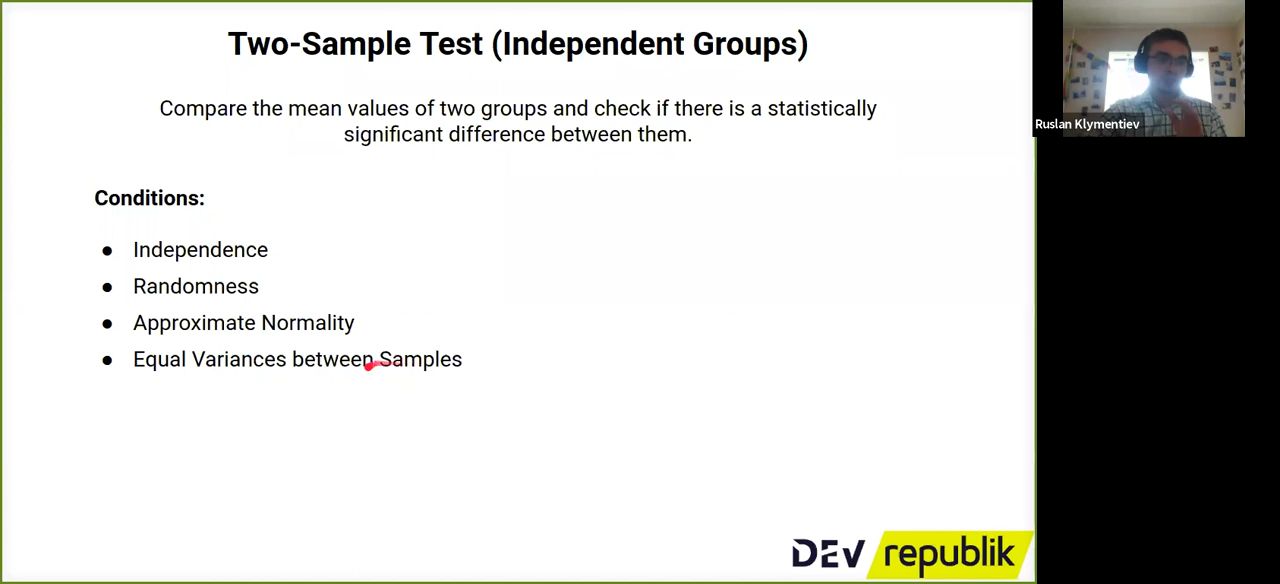 Two-Sample Test (Independent Groups)
Compare the mean values of two groups and check if there is a statistically
significant difference between them.
Conditions:
● Independence
● Randomness
● Approximate Normality
● Equal Variances between Samples
Ruslan Klymentiev
DEV republik